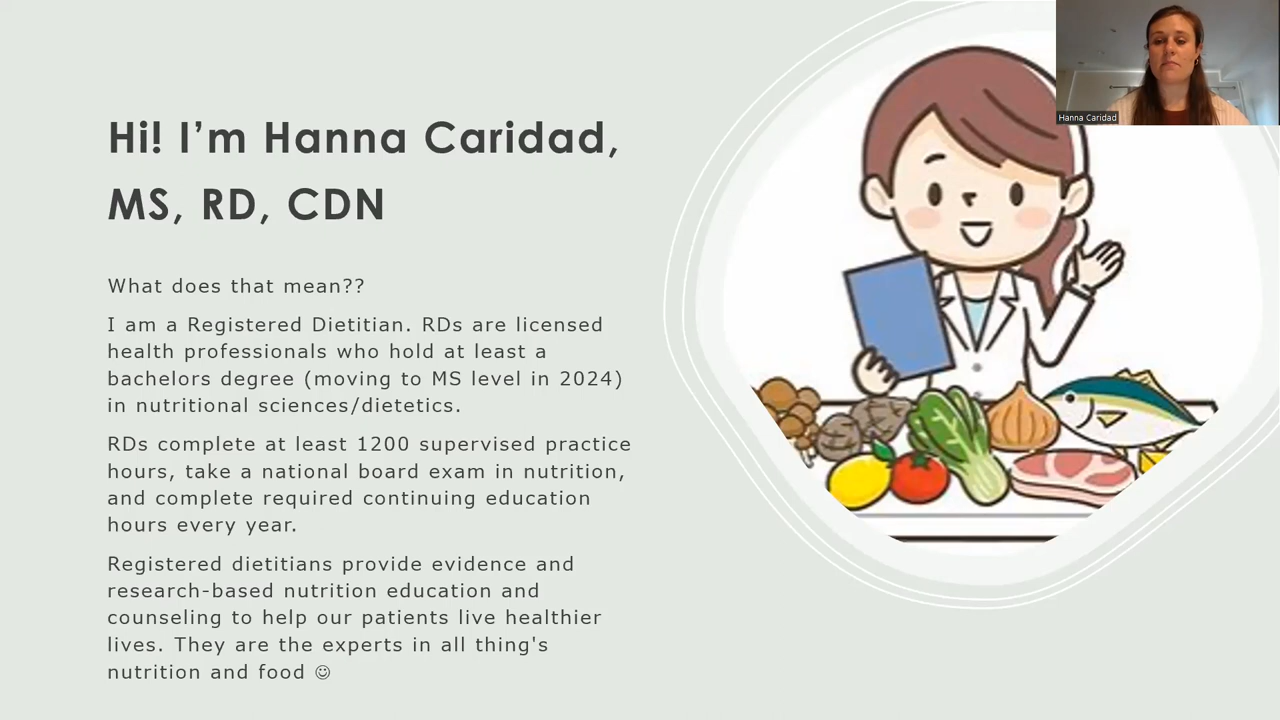 Hi! I’m Hanna Caridad,
MS, RD, CDN
What does that mean??
I am a Registered Dietitian. RDs are licensed
health professionals who hold at least a
bachelors degree (moving to MS level in 2024)
in nutritional sciences/dietetics.
RDs complete at least 1200 supervised practice
hours, take a national board exam in nutrition,
and complete required continuing education
hours every year.
Registered dietitians provide evidence and
research-based nutrition education and
counseling to help our patients live healthier
lives. They are the experts in all thing's
nutrition and food ☺
Hanna Caridad